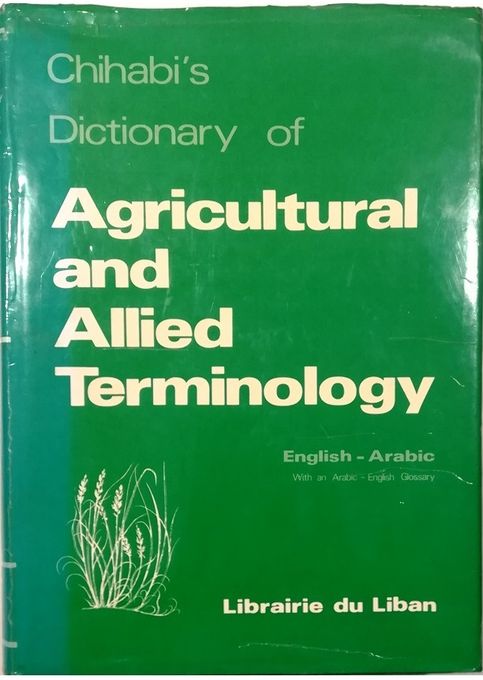 Chihabi's
Dictionary of
Agricultural
and
Allied
Terminology
English - Arabic
With an Arabic - English Glossary
Librairie du Liban